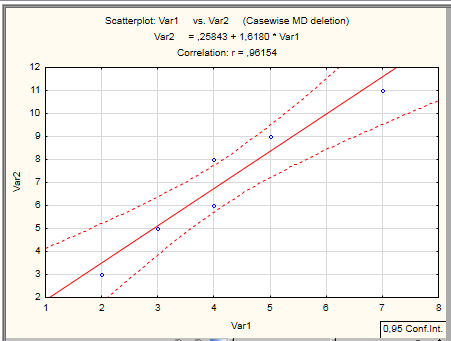 Scatterplot: Var1 vs. Var2 (Casewise MD deletion)
Var2 = ,25843 + 1,6180 * Var1
Correlation: r = ,96154
12
11
10
9
8
7
6
5
4
3
2
Var2
1 2 3 4 5 6 7 8
Var1
0,95 Conf.Int.